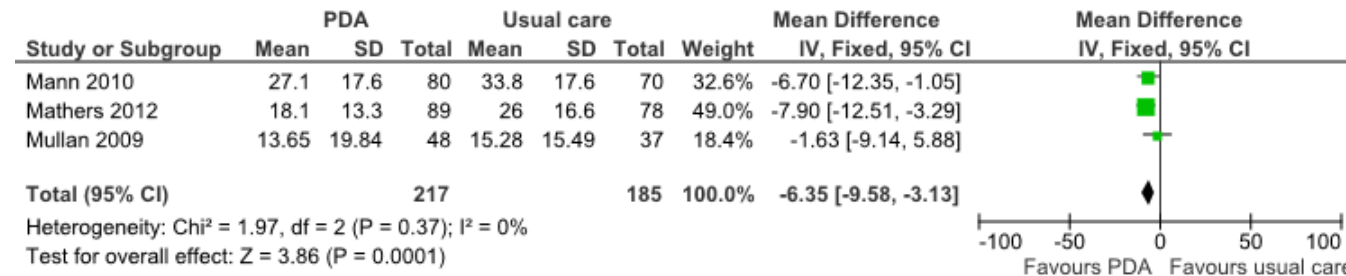 PDA Usual care Mean Difference Mean Difference
Study or Subgroup Mean SD Total Mean SD Total Weight IV, Fixed, 95% CI IV, Fixed, 95% CI
Mann 2010 27.1 17.6 80 33.8 17.6 70 32.6% -6.70 [-12.35, -1.05]
Mathers 2012 18.1 13.3 89 26 16.6 78 49.0% -7.90 [-12.51, -3.29]
Mullan 2009 13.65 19.84 48 15.28 15.49 37 18.4% -1.63 [-9.14, 5.88]
Total (95% CI) 217 185 100.0% -6.35 [-9.58, -3.13]
Heterogeneity: Chi² = 1.97, df = 2 (P = 0.37); I² = 0%
Test for overall effect: Z = 3.86 (P = 0.0001)
-100 -50 0 50 100
Favours PDA Favours usual care